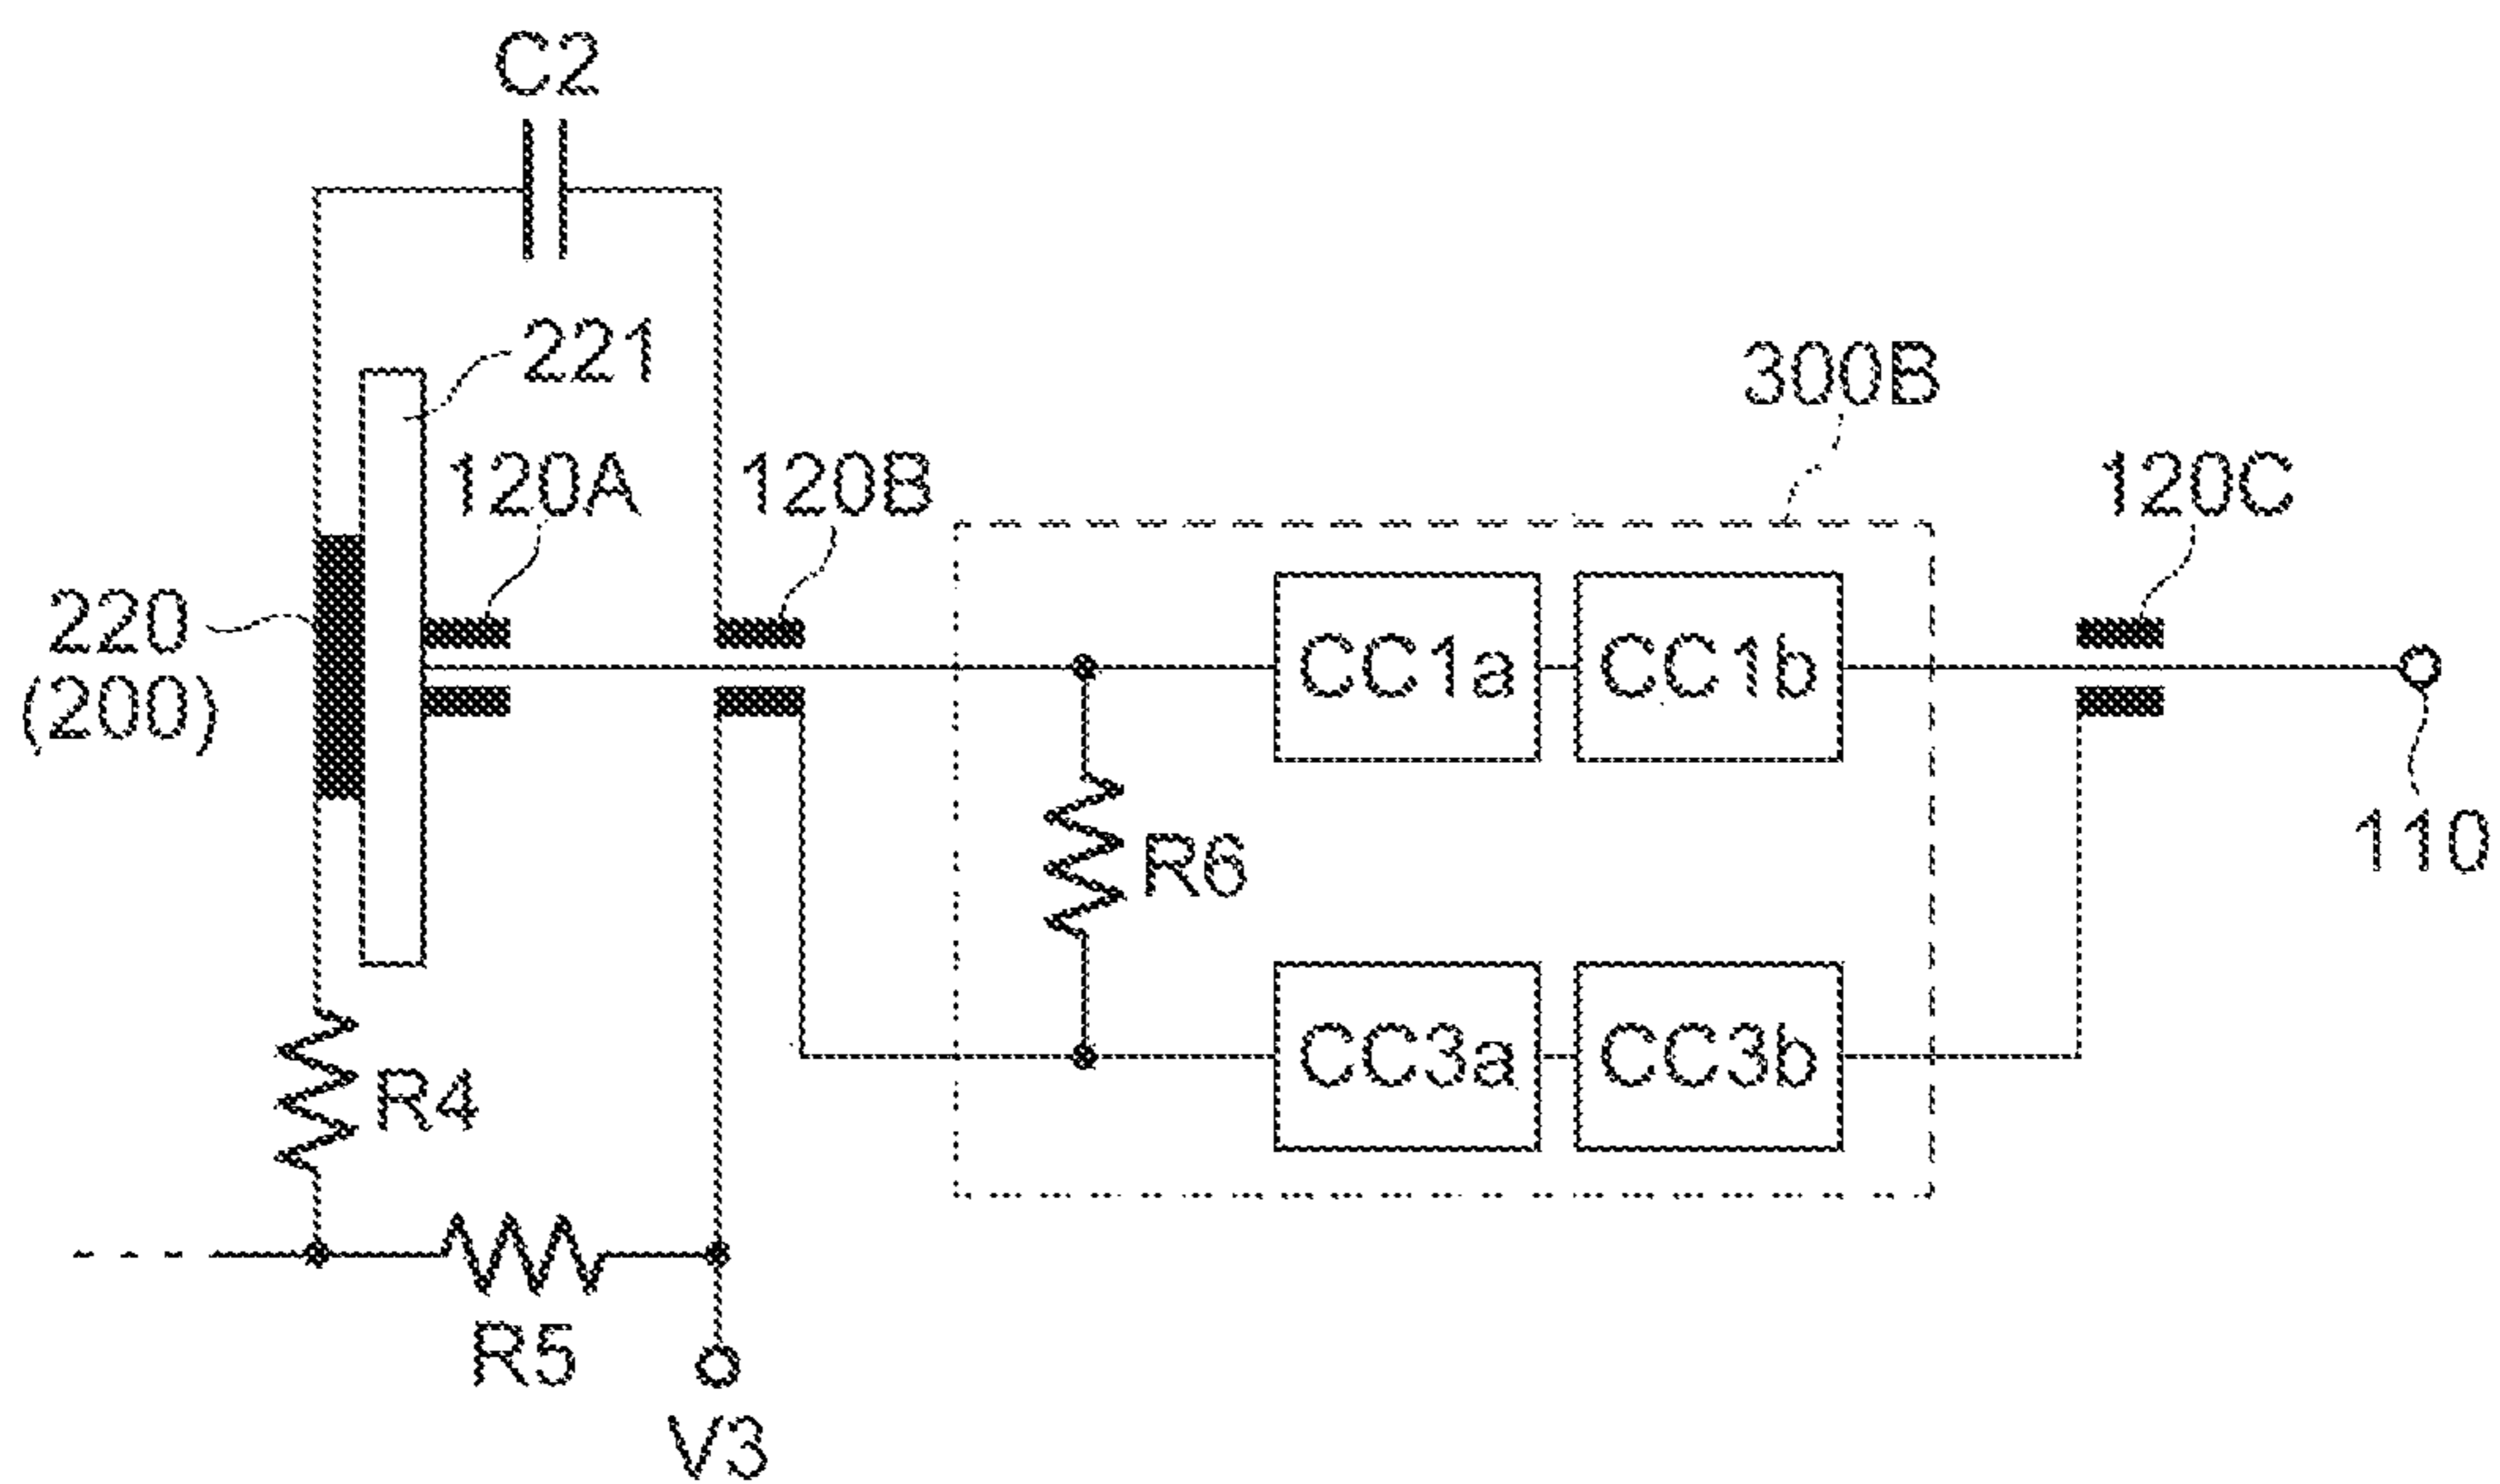 C2
221
300B
120A
120B
120C
220
(200)
CC1a
CC1b
110
R6
CC3a
CC3b
R4
R5
V3